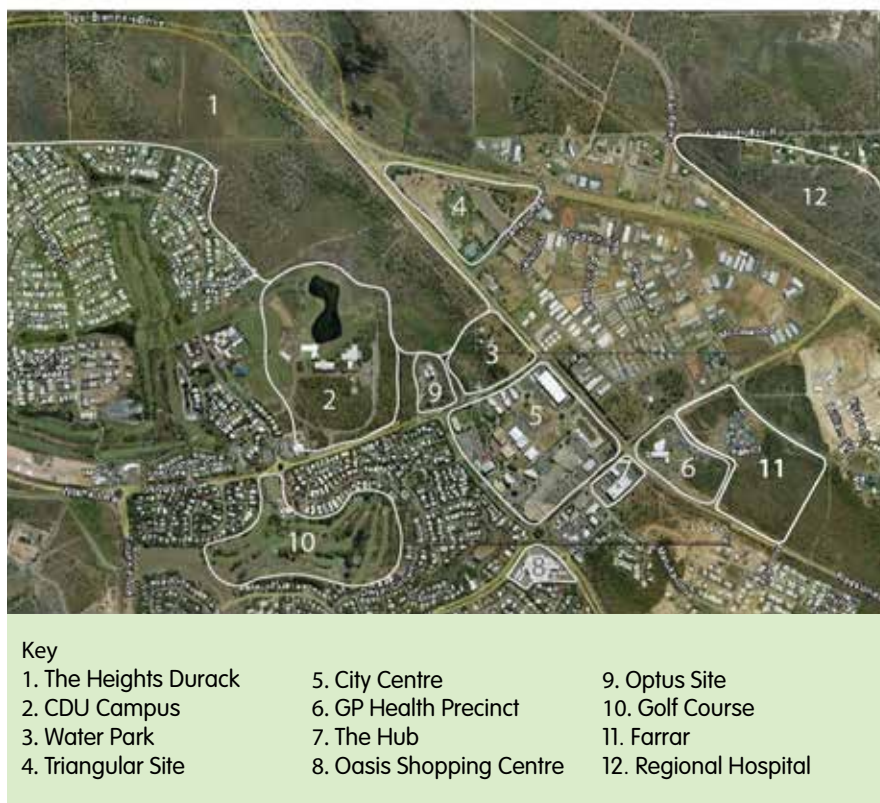 1
12
4
3
9
5
2
7
6
11
10
8
Key
1. The Heights Durack
2. CDU Campus
3. Water Park
4. Triangular Site
5. City Centre
6. GP Health Precinct
7. The Hub
8. Oasis Shopping Centre
9. Optus Site
10. Golf Course
11. Farrar
12. Regional Hospital